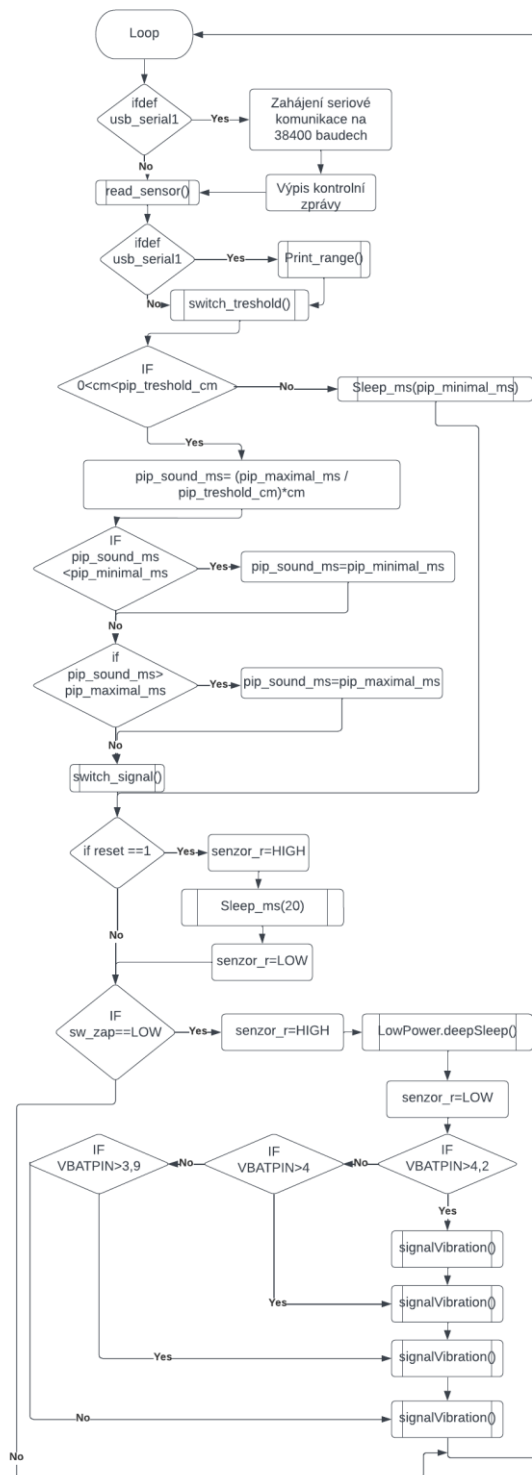 Loop
ifdef
usb_serial1
Yes
Zahájení seriové
komunikace na
38400 baudech
No
read_sensor()
Výpis kontrolní
zprávy
ifdef
usb_serial1
Yes
Print_range()
No
switch_treshold()
IF
0<cm<pip_treshold_cm
No
Sleep_ms(pip_minimal_ms)
Yes
pip_sound_ms= (pip_maximal_ms /
pip_treshold_cm)*cm
IF
pip_sound_ms
<pip_minimal_ms
Yes
pip_sound_ms=pip_minimal_ms
No
if
pip_sound_ms>
pip_maximal_ms
Yes
pip_sound_ms=pip_maximal_ms
No
switch_signal()
if reset ==1
Yes
senzor_r=HIGH
Sleep_ms(20)
No
senzor_r=LOW
IF
sw_zap==LOW
Yes
senzor_r=HIGH
LowPower.deepSleep()
senzor_r=LOW
IF
VBATPIN>3,9
No
IF
VBATPIN>4
No
IF
VBATPIN>4,2
Yes
signalVibration()
Yes
signalVibration()
Yes
signalVibration()
No
signalVibration()
No